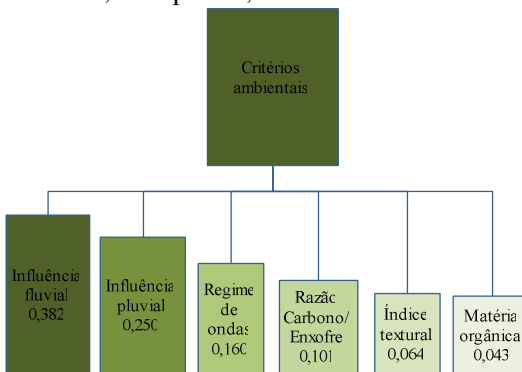 Critérios
ambientais
Influência
fluvial
0,382
Influência
pluvial
0,250
Regime
de
ondas
0,160
Razão
Carbono/
Enxofre
0,101
Índice
textural
0,064
Matéria
orgânica
0,043